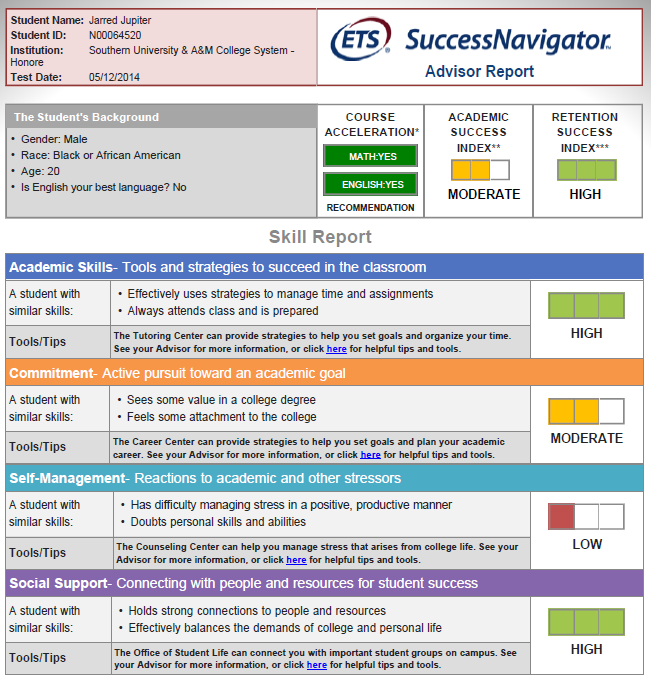 Student Name: Jarred Jupiter
Student ID: N00064520
Institution: Southern University & A&M College System -
Honore
Test Date: 05/12/2014
ETS® SuccessNavigator™
Advisor Report
The Student's Background
• Gender: Male
• Race: Black or African American
• Age: 20
• Is English your best language? No
COURSE
ACCELERATION*
MATH:YES
ENGLISH:YES
RECOMMENDATION
ACADEMIC
SUCCESS
INDEX**
MODERATE
RETENTION
SUCCESS
INDEX***
HIGH
Skill Report
Academic Skills- Tools and strategies to succeed in the classroom
A student with
similar skills:
• Effectively uses strategies to manage time and assignments
• Always attends class and is prepared
HIGH
Tools/Tips
The Tutoring Center can provide strategies to help you set goals and organize your time.
See your Advisor for more information, or click here for helpful tips and tools.
Commitment- Active pursuit toward an academic goal
A student with
similar skills:
• Sees some value in a college degree
• Feels some attachment to the college
MODERATE
Tools/Tips
The Career Center can provide strategies to help you set goals and plan your academic
career. See your Advisor for more information, or click here for helpful tips and tools.
Self-Management- Reactions to academic and other stressors
A student with
similar skills:
• Has difficulty managing stress in a positive, productive manner
• Doubts personal skills and abilities
LOW
Tools/Tips
The Counseling Center can help you manage stress that arises from college life. See your
Advisor for more information, or click here for helpful tips and tools.
Social Support- Connecting with people and resources for student success
A student with
similar skills:
• Holds strong connections to people and resources
• Effectively balances the demands of college and personal life
HIGH
Tools/Tips
The Office of Student Life can connect you with important student groups on campus. See
your Advisor for more information, or click here for helpful tips and tools.